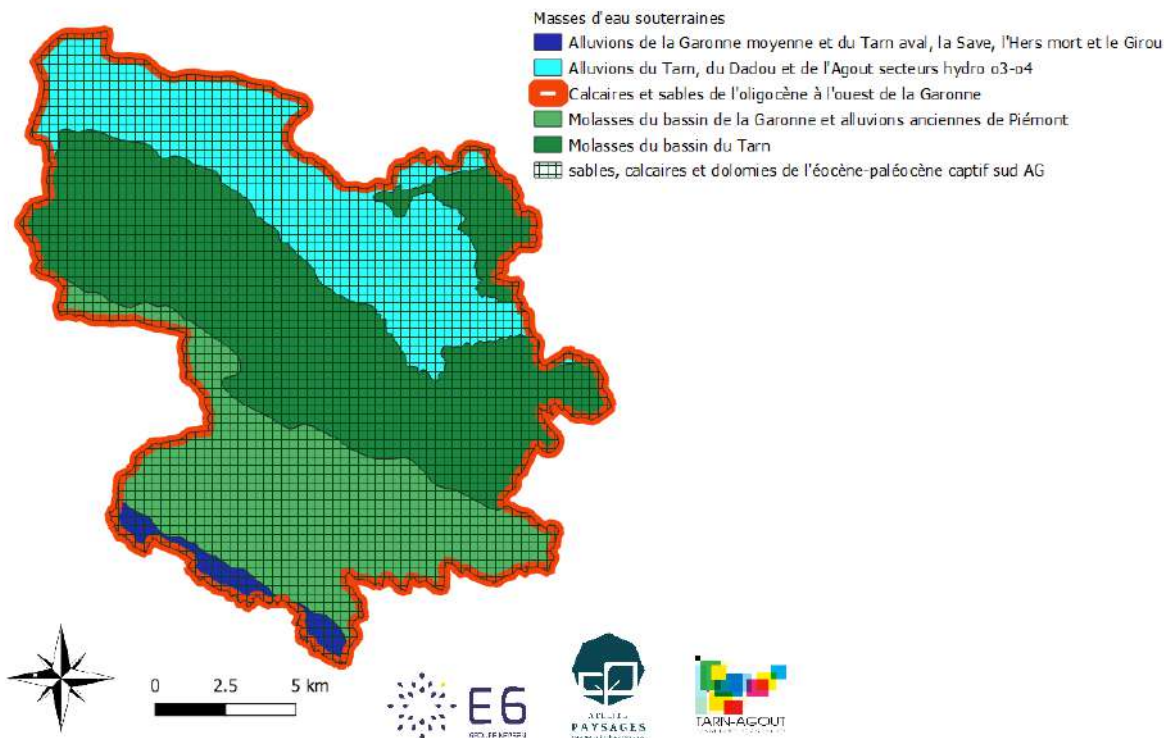 Masses d'eau souterraines
Alluvions de la Garonne moyenne et du Tarn aval, la Save, l'Hers mort et le Girou
Alluvions du Tarn, du Dadou et de l'Agout secteurs hydro o3-o4
Calcaires et sables de l'oligocène à l'ouest de la Garonne
Molasses du bassin de la Garonne et alluvions anciennes de Piémont
Molasses du bassin du Tarn
sables, calcaires et dolomies de l'éocène-paléocène captif sud AG
0 2.5 5 km
E6
ATELIER
PAYSAGES
TARN-AGOUT